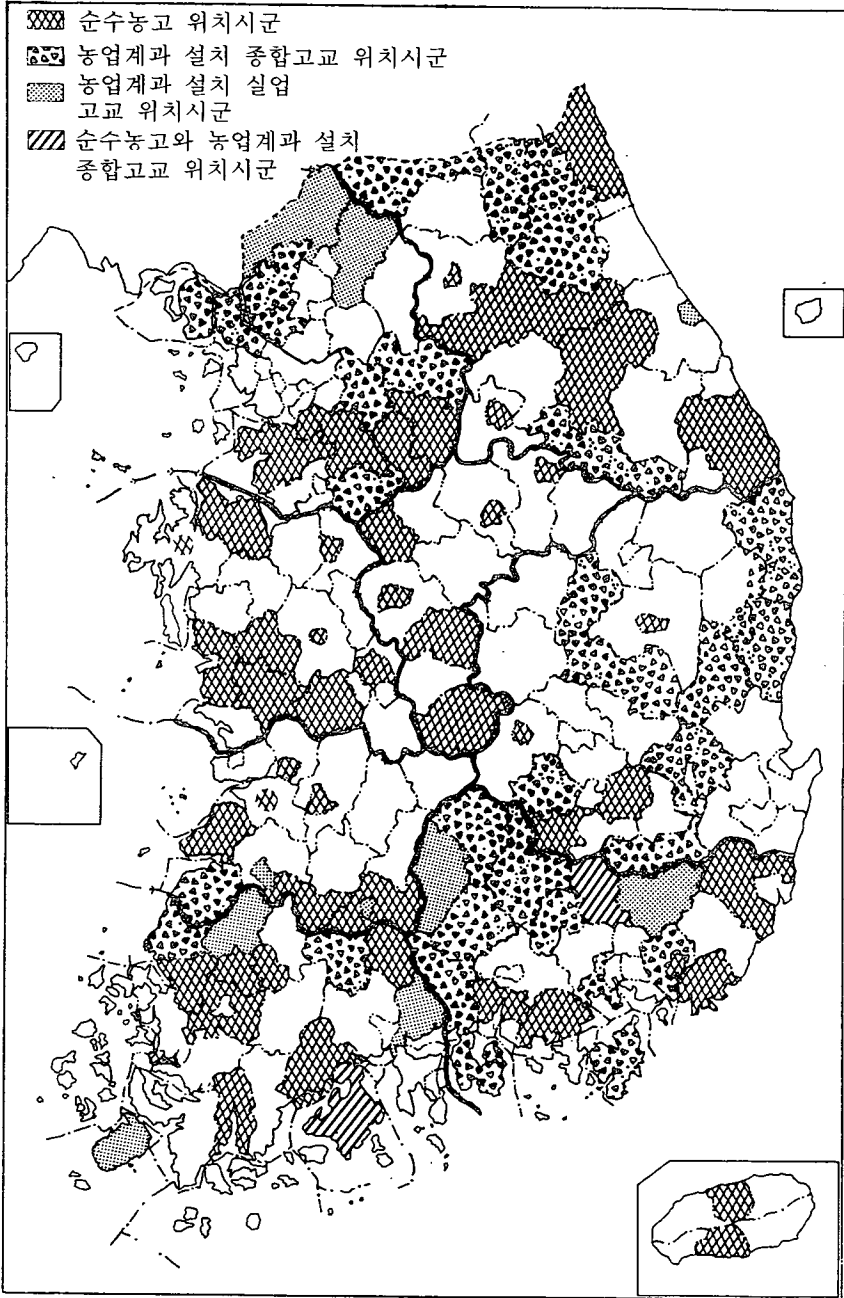 순수농고 위치시군
농업계과 설치 종합고교 위치시군
농업계과 설치 실업
고교 위치시군
순수농고와 농업계과 설치
종합고교 위치시군